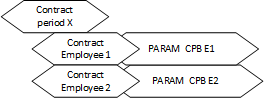 Contract
period X
Contract
Employee 1
PARAM  CPB E1
Contract
Employee 2
PARAM  CPB E2